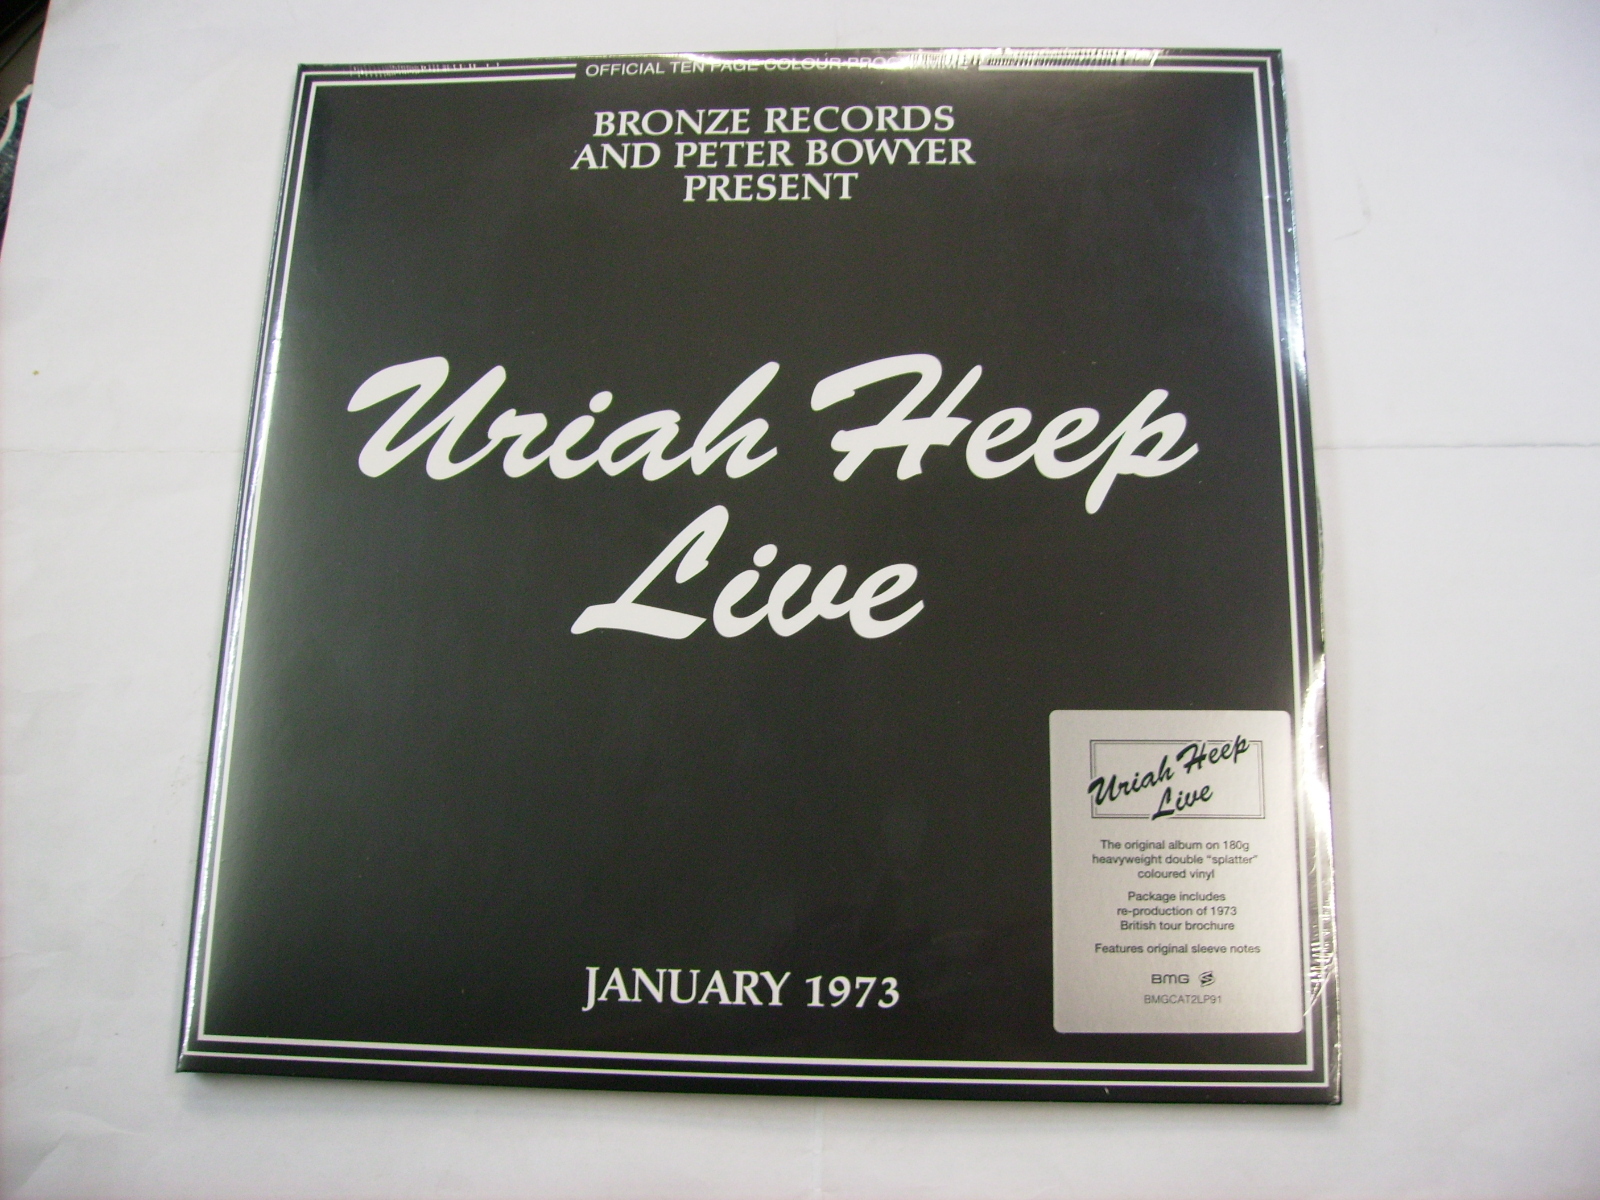 OFFICIAL TEN PAGE COLOUR PROGRAMME
BRONZE RECORDS
AND PETER BOWYER
PRESENT
Uriah Heep
Live
JANUARY 1973
Uriah Heep
Live
The original album on 180g
heavyweight double "splatter"
coloured vinyl
Package includes
re-production of 1973
British tour brochure
Features original sleeve notes
BMG
BMGCAT2LP91